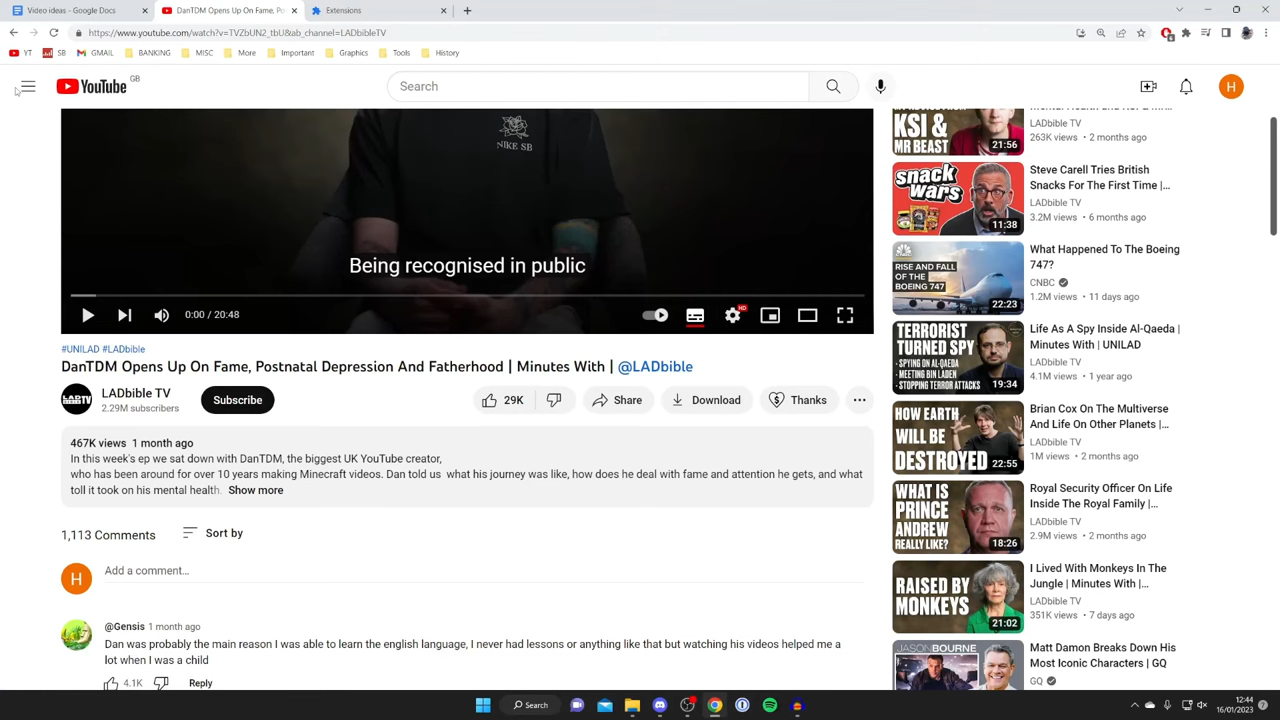 Video ideas - Google Docs
DanTDM Opens Up On Fame, Po
Extensions
https://www.youtube.com/watch?v=TVZbUN2_tbU&ab_channel=LADbibleTV
YT
SB
GMAIL
BANKING
MISC
More
Important
Graphics
Tools
History
YouTube GB
Search
H
NIKE SB
Being recognised in public
0:00 / 20:48
HD
#UNILAD #LADbible
DanTDM Opens Up On Fame, Postnatal Depression And Fatherhood | Minutes With | @LADbible
LADTV
LADbible TV
2.29M subscribers
Subscribe
29K
Share
Download
Thanks
467K views 1 month ago
In this week's ep we sat down with DanTDM, the biggest UK YouTube creator,
who has been around for over 10 years making Minecraft videos. Dan told us what his journey was like, how does he deal with fame and attention he gets, and what
toll it took on his mental health. Show more
1,113 Comments
Sort by
H
Add a comment...
@Gensis 1 month ago
Dan was probably the main reason I was able to learn the english language, I never had lessons or anything like that but watching his videos helped me a
lot when I was a child
4.1K
Reply
KSI &
MR BEAST
21:56
LADbible TV
263K views • 2 months ago
snack
wars
11:38
Steve Carell Tries British
Snacks For The First Time |...
LADbible TV
3.2M views • 6 months ago
CNBC
RISE AND FALL
OF THE
BOEING 747
22:23
What Happened To The Boeing
747?
CNBC
1.2M views • 11 days ago
TERRORIST
TURNED SPY
• SPYING ON AL-QAEDA
• MEETING BIN LADEN
• STOPPING TERROR ATTACKS
19:34
Life As A Spy Inside Al-Qaeda |
Minutes With | UNILAD
LADbible TV
4.1M views • 1 year ago
HOW EARTH
WILL BE
DESTROYED
22:55
Brian Cox On The Multiverse
And Life On Other Planets |...
LADbible TV
1M views • 2 months ago
WHAT IS
PRINCE
ANDREW
REALLY LIKE?
18:26
Royal Security Officer On Life
Inside The Royal Family |...
LADbible TV
2.9M views • 2 months ago
RAISED BY
MONKEYS
21:02
I Lived With Monkeys In The
Jungle | Minutes With |...
LADbible TV
351K views • 7 days ago
JASON BOURNE
Matt Damon Breaks Down His
Most Iconic Characters | GQ
GQ
Search
12:44
16/01/2023